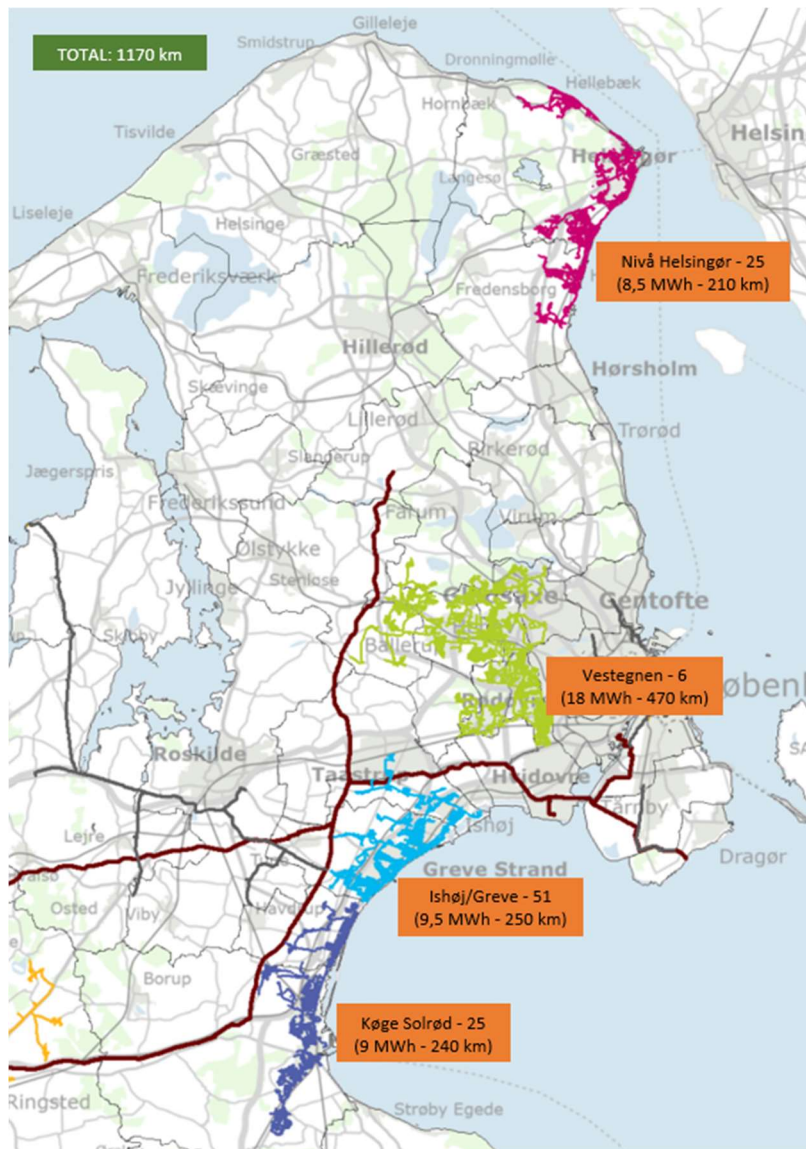 Gilleleje
TOTAL: 1170 km
Smidstrup
Dronningmølle
Hellebæk
Hornbæk
Tisvilde
Helsin
Græsted
Langesø
Liseleje
Helsinge
Nivå Helsingør - 25
(8,5 MWh - 210 km)
Frederiksværk
Fredensborg
Hillerød
Hørsholm
Skævinge
Lillerød
Trørød
Birkerød
Slangerup
Jægerspris
Frederikssund
Farum
Virum
Ølstykke
Stenløse
Jyllinge
Gentofte
Skibby
Ballerup
Vestegnen - 6
(18 MWh - 470 km)
øbenh
Roskilde
Taastrup
Hvidovre
Tårnby
Ishøj
Lejre
Dragør
Greve Strand
Ishøj/Greve - 51
(9,5 MWh - 250 km)
Osted
Viby
Havdrup
Borup
Køge Solrød - 25
(9 MWh - 240 km)
Ringsted
Strøby Egede